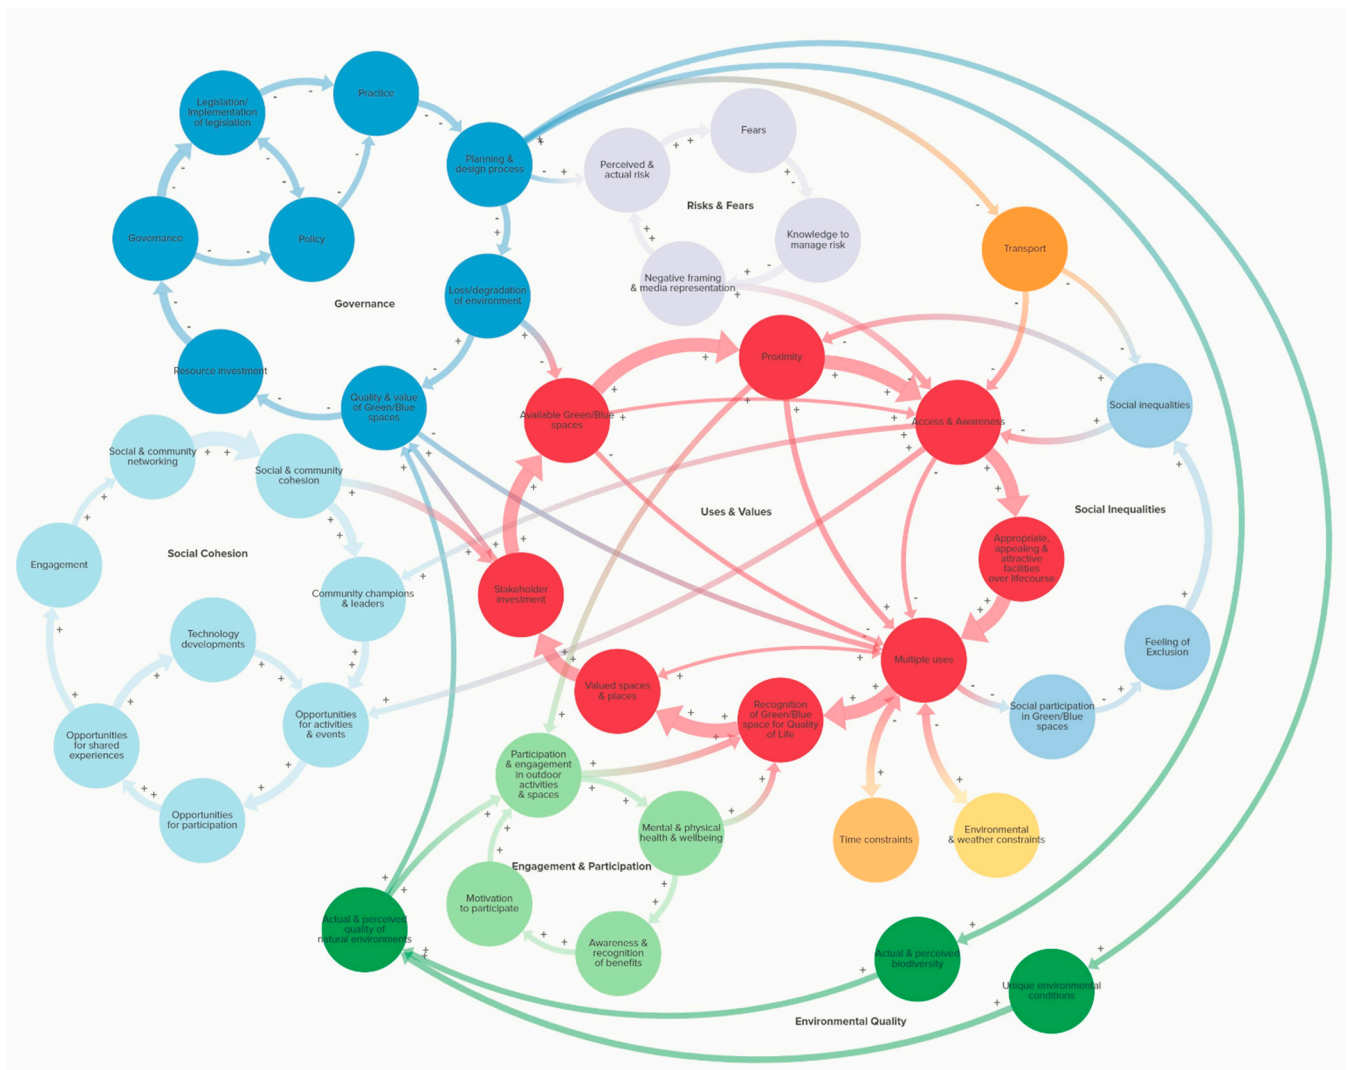 Legislation/
Implementation
of legislation
Practice
Planning &
design process
Governance
Policy
Governance
Loss/degradation
of environment
Resource investment
Quality & value
of Green/Blue
spaces
Perceived &
actual risk
Fears
Risks & Fears
Knowledge to
manage risk
Negative framing
& media representation
Transport
Proximity
Available Green/Blue
spaces
Access & Awareness
Social inequalities
Social & community
networking
Social & community
cohesion
Social Cohesion
Engagement
Community champions
& leaders
Technology
developments
Opportunities
for activities
& events
Opportunities
for shared
experiences
Opportunities
for participation
Uses & Values
Social Inequalities
Appropriate,
appealing &
attractive
facilities
over lifecourse
Stakeholder
investment
Multiple uses
Feeling of
Exclusion
Valued spaces
& places
Recognition
of Green/Blue
space for Quality
of Life
Social participation
in Green/Blue
spaces
Participation
& engagement
in outdoor
activities
& spaces
Mental & physical
health & wellbeing
Time constraints
Environmental
& weather constraints
Engagement & Participation
Motivation
to participate
Awareness &
recognition
of benefits
Actual & perceived
quality of
natural environments
Actual & perceived
biodiversity
Unique environmental
conditions
Environmental Quality